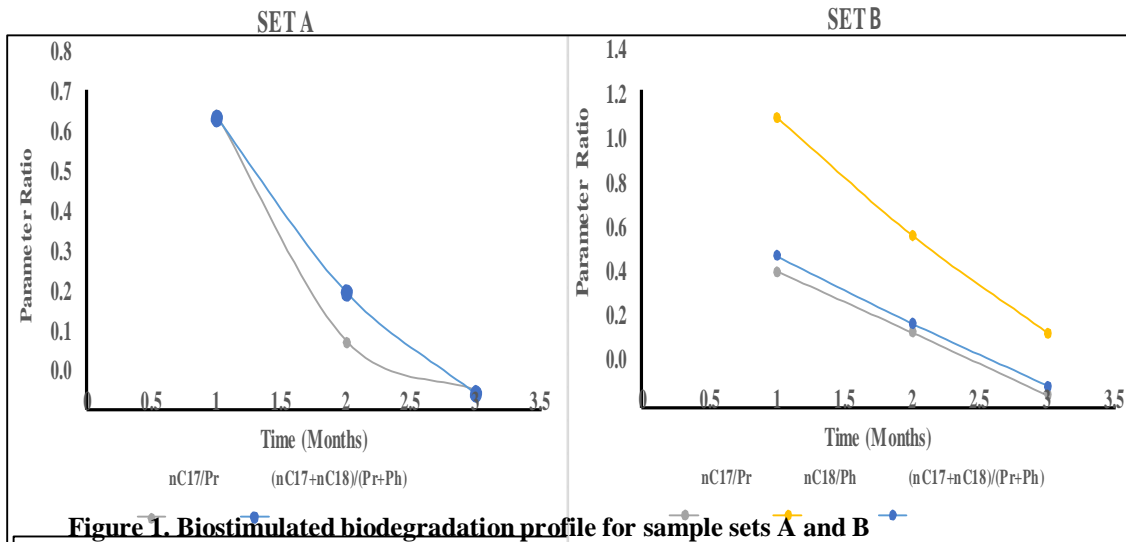 SET A
0.8
0.7
0.6
0.5
0.4
0.3
0.2
0.1
0.0
Parameter Ratio
0 0.5 1 1.5 2 2.5 3 3.5
Time (Months)
nC17/Pr (nC17+nC18)/(Pr+Ph)
SET B
1.4
1.2
1.0
0.8
0.6
0.4
0.2
0.0
Parameter Ratio
0 0.5 1 1.5 2 2.5 3 3.5
Time (Months)
nC17/Pr nC18/Ph (nC17+nC18)/(Pr+Ph)
Figure 1. Biostimulated biodegradation profile for sample sets A and B